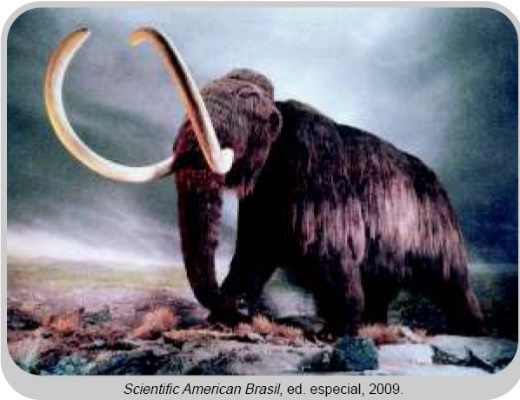 Scientific American Brasil, ed. especial, 2009.